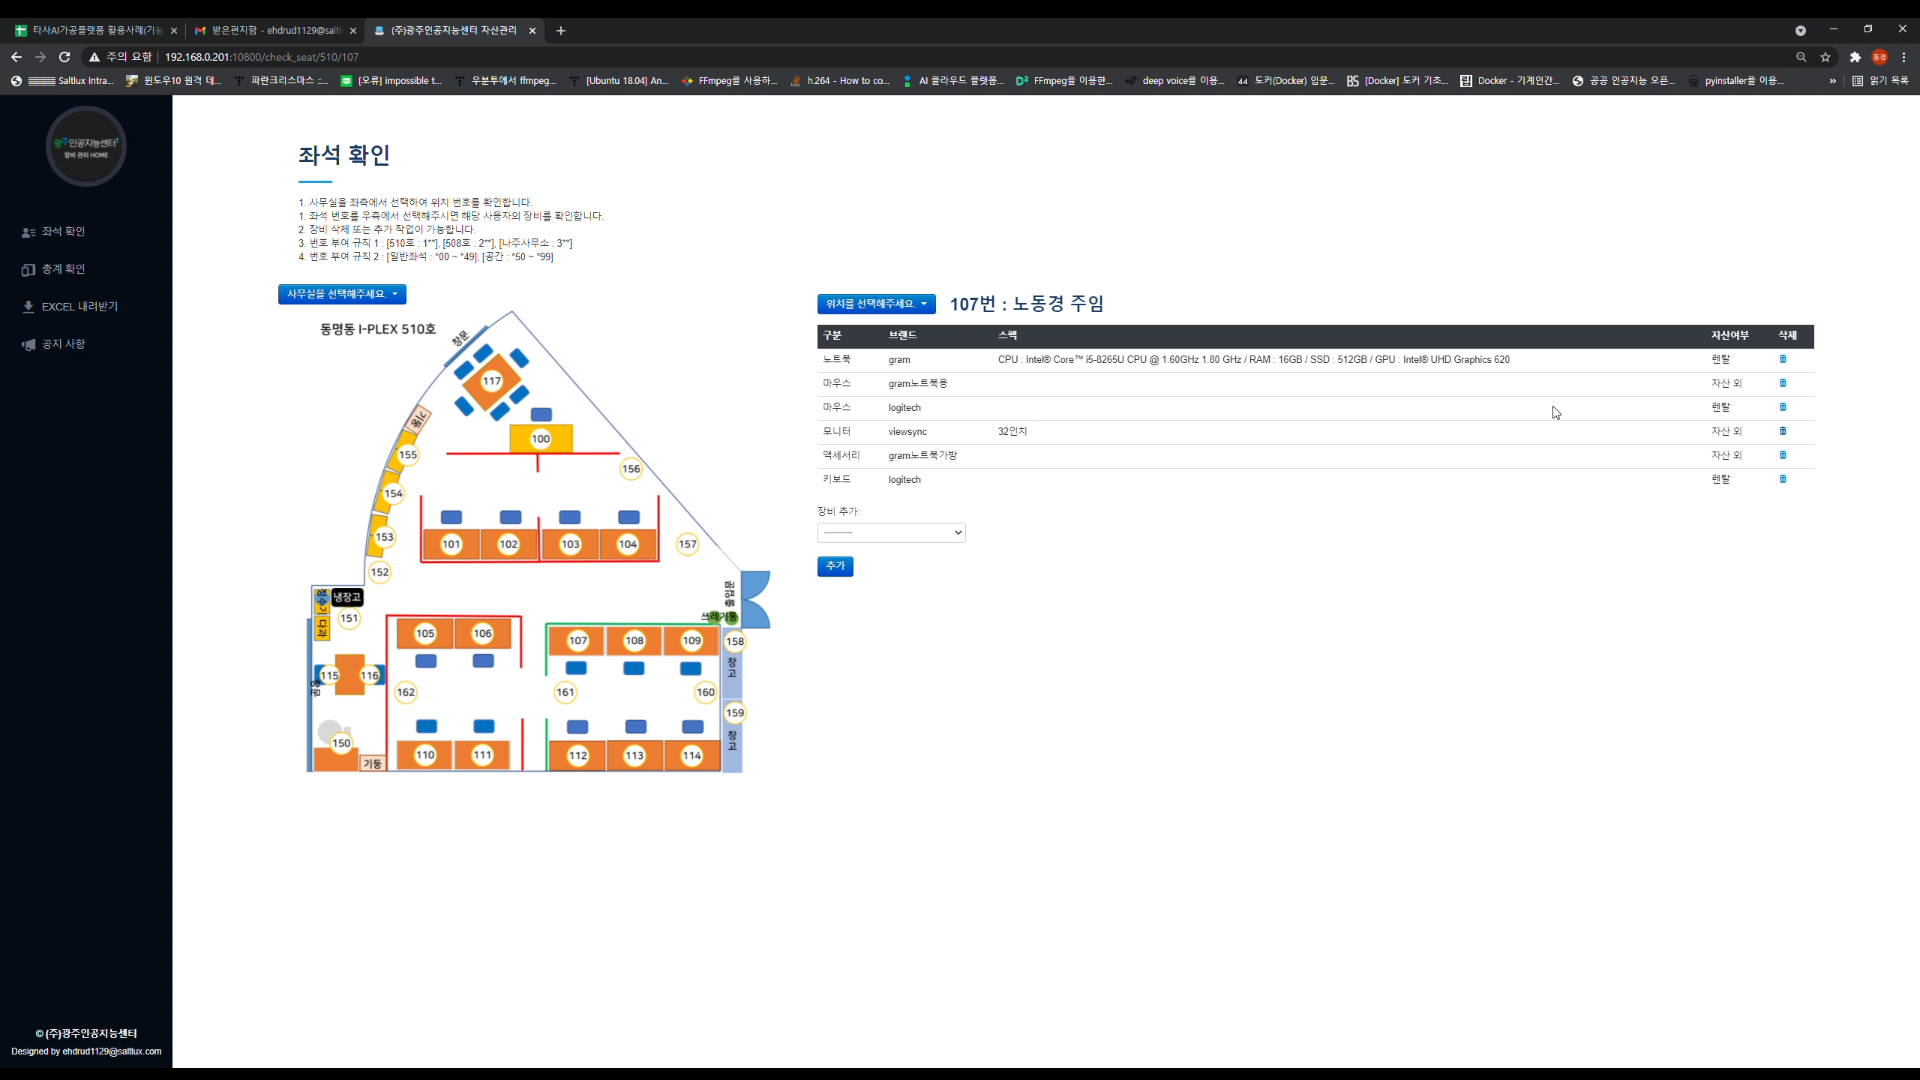 타사AI가공플랫폼 활용사례(기능
받은편지함 - ehdrud1129@salt
(주)광주인공지능센터 자산관리
주의 요함
192.168.0.201:10800/check_seat/510/107
Saltlux Intra...
윈도우10 원격 데...
파란크리스마스 ::...
[오류] impossible t...
우분투에서 ffmpeg...
[Ubuntu 18.04] An...
FFmpeg를 사용하...
h.264 - How to co...
AI 클라우드 플랫폼...
FFmpeg을 이용한...
deep voice를 이용...
44 도커(Docker) 입문...
BS [Docker] 도커 기초...
Docker - 기계인간...
공공 인공지능 오픈...
pyinstaller를 이용...
»
읽기 목록
동경
광주인공지능센터
장비 관리 HOME
좌석 확인
총계 확인
EXCEL 내려받기
공지 사항
좌석 확인
1. 사무실을 좌측에서 선택하여 위치 번호를 확인합니다.
1. 좌석 번호를 우측에서 선택해주시면 해당 사용자의 장비를 확인합니다.
2. 장비 삭제 또는 추가 작업이 가능합니다.
3. 번호 부여 규칙 1 : [510호 : 1**], [508호 : 2**], [나주사무소 : 3**]
4. 번호 부여 규칙 2 : [일반좌석 : *00 ~ *49], [공간 : *50 ~ *99]
사무실을 선택해주세요.
동명동 I-PLEX 510호
창문
117
기둥
100
155
156
154
101
102
103
104
153
157
152
출입문
정수기
냉장고
다과
151
쓰레기통
105
106
107
108
109
158
창고
115
116
창문
162
161
160
159
창고
150
기둥
110
111
112
113
114
위치를 선택해주세요.
107번 : 노동경 주임
구분 브랜드 스팩 자산여부 삭제
노트북 gram CPU : Intel® Core™ i5-8265U CPU @ 1.60GHz 1.80 GHz / RAM : 16GB / SSD : 512GB / GPU : Intel® UHD Graphics 620 렌탈
마우스 gram노트북용 자산 외
마우스 logitech 렌탈
모니터 viewsync 32인치 자산 외
액세서리 gram노트북가방 자산 외
키보드 logitech 렌탈
장비 추가:
---------
추가
© (주)광주인공지능센터
Designed by ehdrud1129@saltlux.com